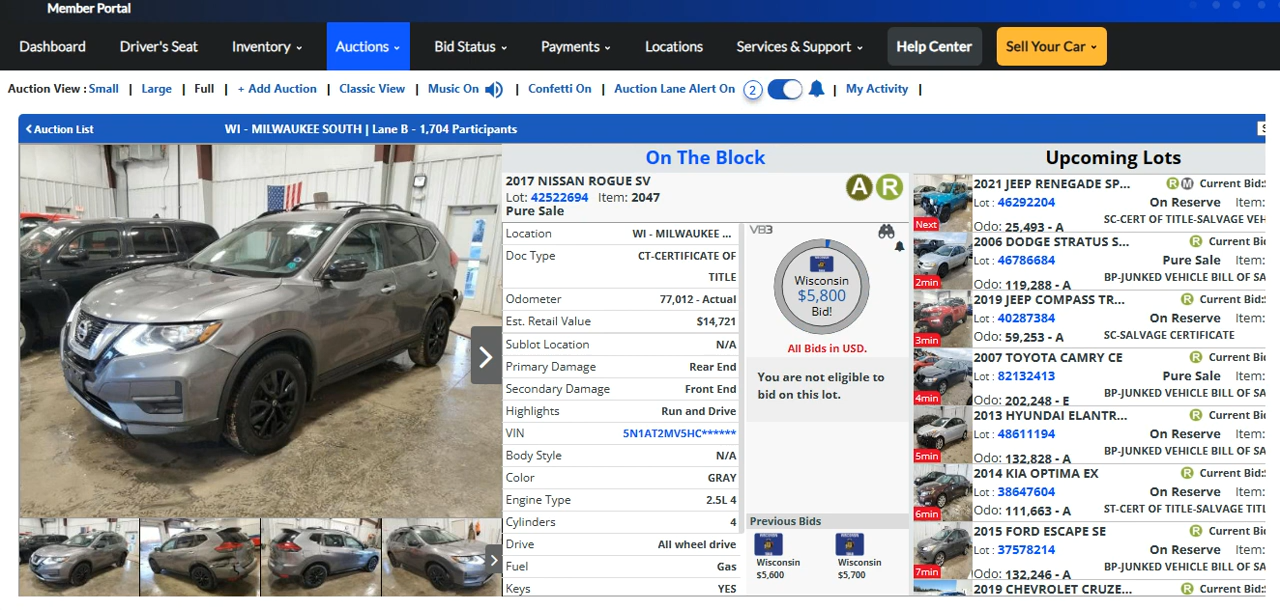 Member Portal
Dashboard Driver's Seat Inventory Auctions Bid Status Payments Locations Services & Support Help Center Sell Your Car
Auction View : Small | Large | Full | + Add Auction | Classic View | Music On | Confetti On | Auction Lane Alert On 2 | My Activity |
Auction List WI - MILWAUKEE SOUTH | Lane B - 1,704 Participants
On The Block
2017 NISSAN ROGUE SV
Lot: 42522694 Item: 2047
Pure Sale
A R
Location WI - MILWAUKEE ...
Doc Type CT-CERTIFICATE OF
TITLE
Odometer 77,012 - Actual
Est. Retail Value $14,721
Sublot Location N/A
Primary Damage Rear End
Secondary Damage Front End
Highlights Run and Drive
VIN 5N1AT2MV5HC******
Body Style N/A
Color GRAY
Engine Type 2.5L 4
Cylinders 4
Drive All wheel drive
Fuel Gas
Keys YES
VB3
Wisconsin
$5,800
Bid!
All Bids in USD.
You are not eligible to
bid on this lot.
Previous Bids
Wisconsin
$5,600
Wisconsin
$5,700
Upcoming Lots
2021 JEEP RENEGADE SP... R M Current Bid:
Lot : 46292204 On Reserve Item:
SC-CERT OF TITLE-SALVAGE VEH
Next Odo: 25,493 - A
2006 DODGE STRATUS S... R Current Bi
Lot : 46786684 Pure Sale Item:
BP-JUNKED VEHICLE BILL OF SA
2min Odo: 119,288 - A
2019 JEEP COMPASS TR... R Current Bid
Lot : 40287384 On Reserve Item:
SC-SALVAGE CERTIFICATE
3min Odo: 59,253 - A
2007 TOYOTA CAMRY CE R Current Bi
Lot : 82132413 Pure Sale Item:
BP-JUNKED VEHICLE BILL OF SA
4min Odo: 202,248 - E
2013 HYUNDAI ELANTR... R Current Bi
Lot : 48611194 On Reserve Item:
BP-JUNKED VEHICLE BILL OF SA
5min Odo: 132,828 - A
2014 KIA OPTIMA EX R Current Bid:
Lot : 38647604 On Reserve Item:
ST-CERT OF TITLE-SALVAGE TITL
6min Odo: 111,663 - A
2015 FORD ESCAPE SE R Current Bi
Lot : 37578214 On Reserve Item:
BP-JUNKED VEHICLE BILL OF SA
7min Odo: 132,246 - A
2019 CHEVROLET CRUZE... R Current Bid: